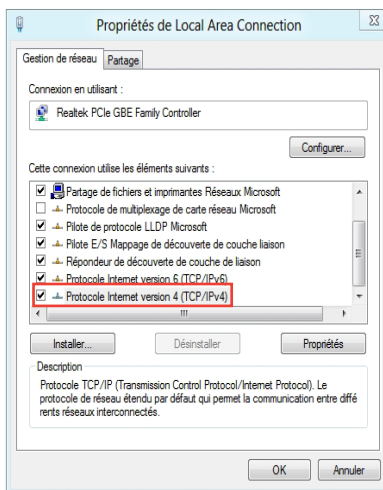 Propriétés de Local Area Connection
Gestion de réseau Partage
Connexion en utilisant :
Realtek PCIe GBE Family Controller
Configurer...
Cette connexion utilise les éléments suivants :
Partage de fichiers et imprimantes Réseaux Microsoft
Protocole de multiplexage de carte réseau Microsoft
Pilote de protocole LLDP Microsoft
Pilote E/S Mappage de découverte de couche liaison
Répondeur de découverte de couche de liaison
Protocole Internet version 6 (TCP/IPv6)
Protocole Internet version 4 (TCP/IPv4)
Installer... Désinstaller Propriétés
Description
Protocole TCP/IP (Transmission Control Protocol/Internet Protocol). Le
protocole de réseau étendu par défaut qui permet la communication entre diffé
rents réseaux interconnectés.
OK Annuler